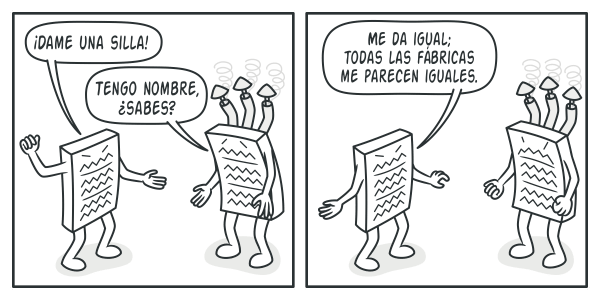 ¡DAME UNA SILLA!
TENGO NOMBRE,
¿SABES?
ME DA IGUAL;
TODAS LAS FÁBRICAS
ME PARECEN IGUALES.